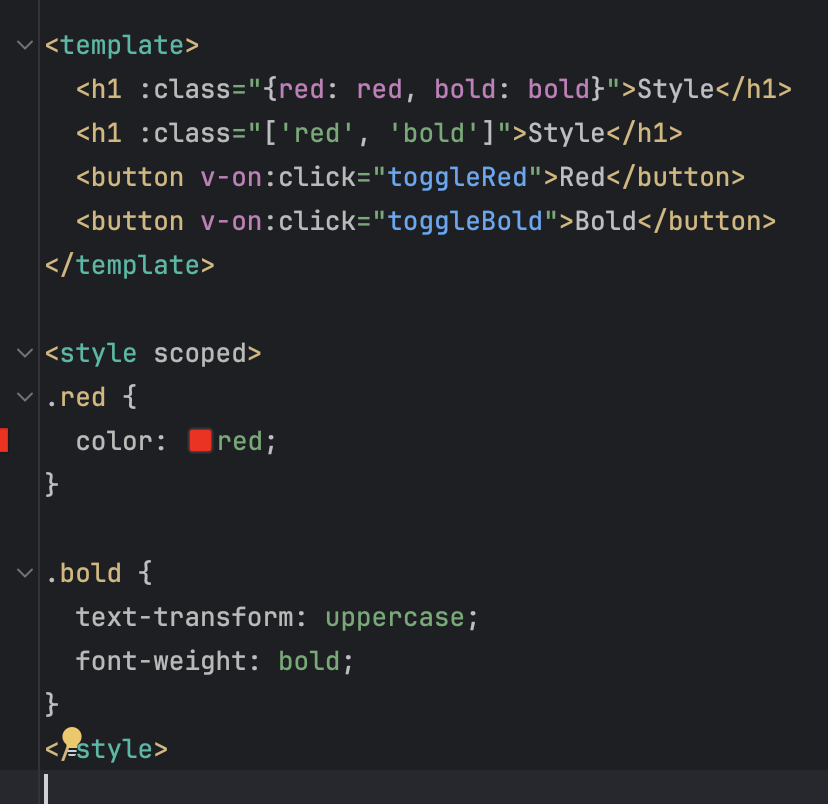 <template>
  <h1 :class="{red: red, bold: bold}">Style</h1>
  <h1 :class="['red', 'bold']">Style</h1>
  <button v-on:click="toggleRed">Red</button>
  <button v-on:click="toggleBold">Bold</button>
</template>

<style scoped>
.red {
  color: red;
}

.bold {
  text-transform: uppercase;
  font-weight: bold;
}
</style>